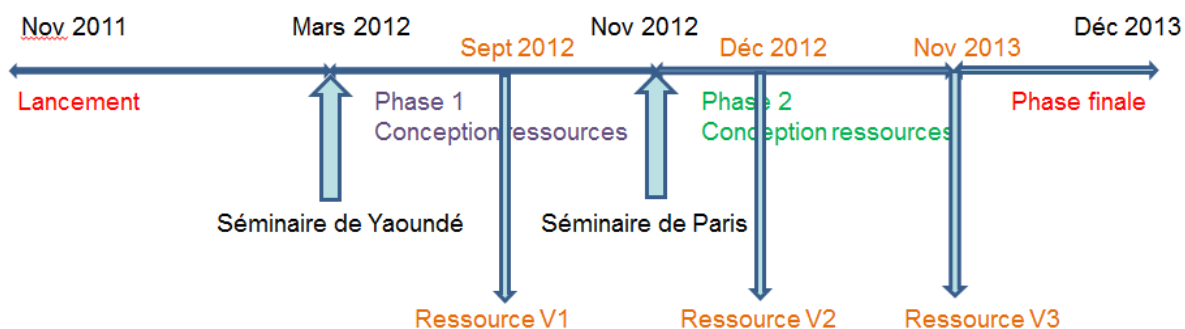 Nov 2011
Mars 2012
Sept 2012
Nov 2012
Déc 2012
Nov 2013
Déc 2013
Lancement
Phase 1
Conception ressources
Phase 2
Conception ressources
Phase finale
Séminaire de Yaoundé
Séminaire de Paris
Ressource V1
Ressource V2
Ressource V3